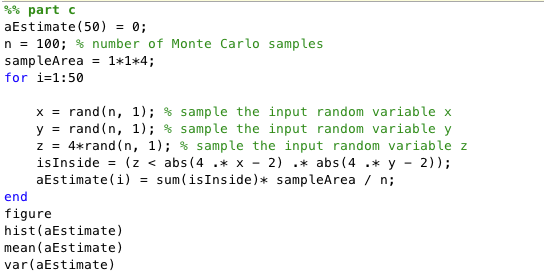 %% part c
aEstimate(50) = 0;
n = 100; % number of Monte Carlo samples
sampleArea = 1*1*4;
for i=1:50
x = rand(n, 1); % sample the input random variable x
y = rand(n, 1); % sample the input random variable y
z = 4*rand(n, 1); % sample the input random variable z
isInside = (z < abs(4 .* x - 2) .* abs(4 .* y - 2));
aEstimate(i) = sum(isInside)* sampleArea / n;
end
figure
hist(aEstimate)
mean(aEstimate)
var(aEstimate)